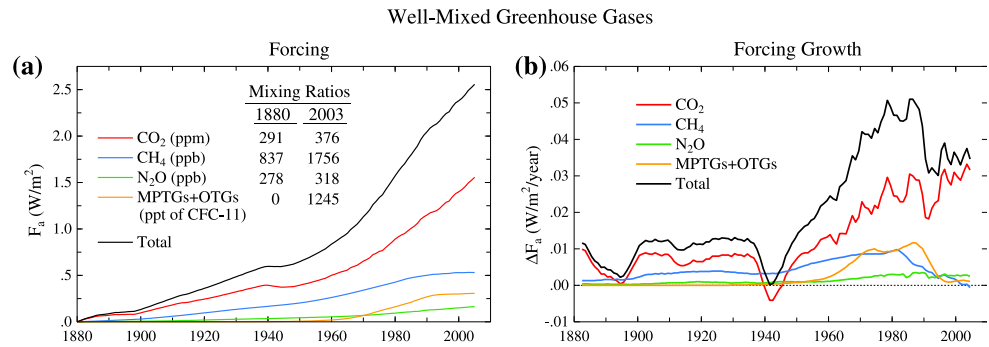 Well-Mixed Greenhouse Gases
(a)
Forcing
Mixing Ratios
1880 2003
CO₂ (ppm) 291 376
CH₄ (ppb) 837 1756
N₂O (ppb) 278 318
MPTGs+OTGs 0 1245
(ppt of CFC-11)
Total
Fₐ (W/m²)
2.5
2.0
1.5
1.0
.5
.0
1880 1900 1920 1940 1960 1980 2000
(b)
Forcing Growth
CO₂
CH₄
N₂O
MPTGs+OTGs
Total
ΔFₐ (W/m²/year)
.06
.05
.04
.03
.02
.01
.00
-.01
1880 1900 1920 1940 1960 1980 2000